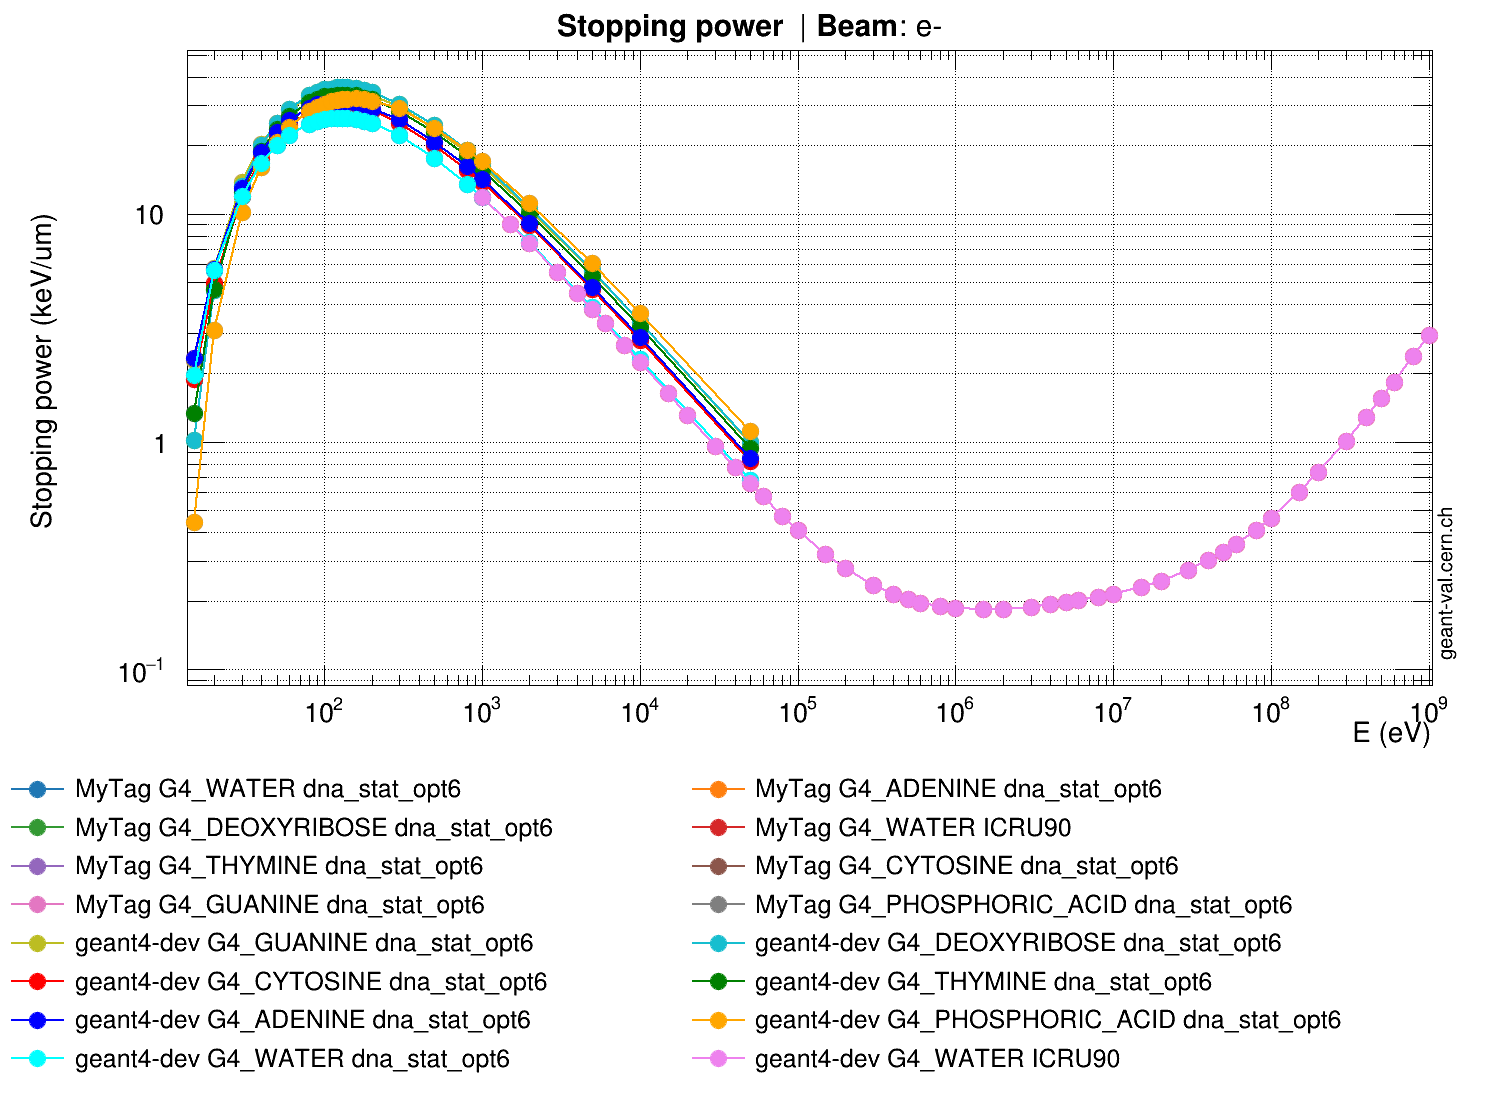 Stopping power | Beam: e-
Stopping power (keV/um)
10
1
10⁻¹
10² 10³ 10⁴ 10⁵ 10⁶ 10⁷ 10⁸ 10⁹
E (eV)
geant-val.cern.ch
MyTag G4_WATER dna_stat_opt6
MyTag G4_ADENINE dna_stat_opt6
MyTag G4_DEOXYRIBOSE dna_stat_opt6
MyTag G4_WATER ICRU90
MyTag G4_THYMINE dna_stat_opt6
MyTag G4_CYTOSINE dna_stat_opt6
MyTag G4_GUANINE dna_stat_opt6
MyTag G4_PHOSPHORIC_ACID dna_stat_opt6
geant4-dev G4_GUANINE dna_stat_opt6
geant4-dev G4_DEOXYRIBOSE dna_stat_opt6
geant4-dev G4_CYTOSINE dna_stat_opt6
geant4-dev G4_THYMINE dna_stat_opt6
geant4-dev G4_ADENINE dna_stat_opt6
geant4-dev G4_PHOSPHORIC_ACID dna_stat_opt6
geant4-dev G4_WATER dna_stat_opt6
geant4-dev G4_WATER ICRU90